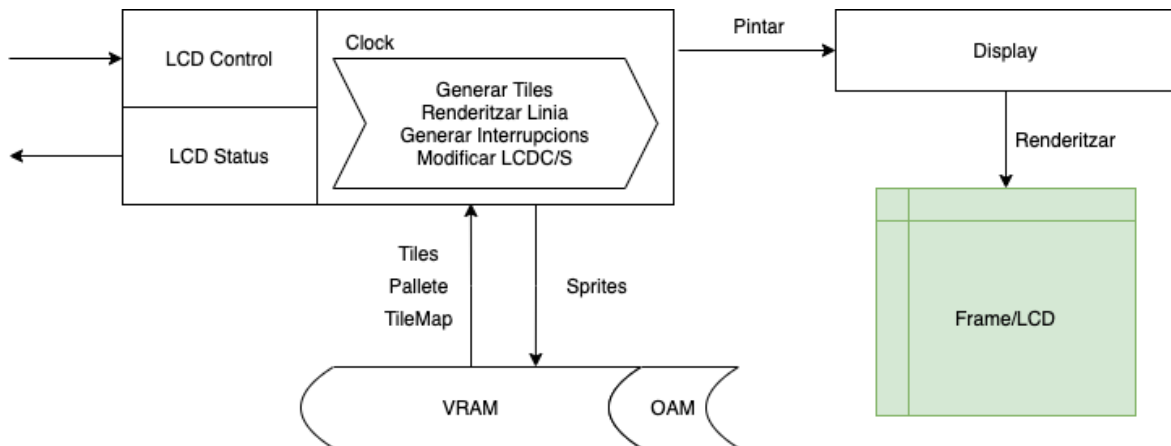 LCD Control
LCD Status
Clock
Generar Tiles
Renderitzar Linia
Generar Interrupcions
Modificar LCDC/S
Pintar
Display
Renderitzar
Frame/LCD
Tiles
Pallete
TileMap
Sprites
VRAM
OAM